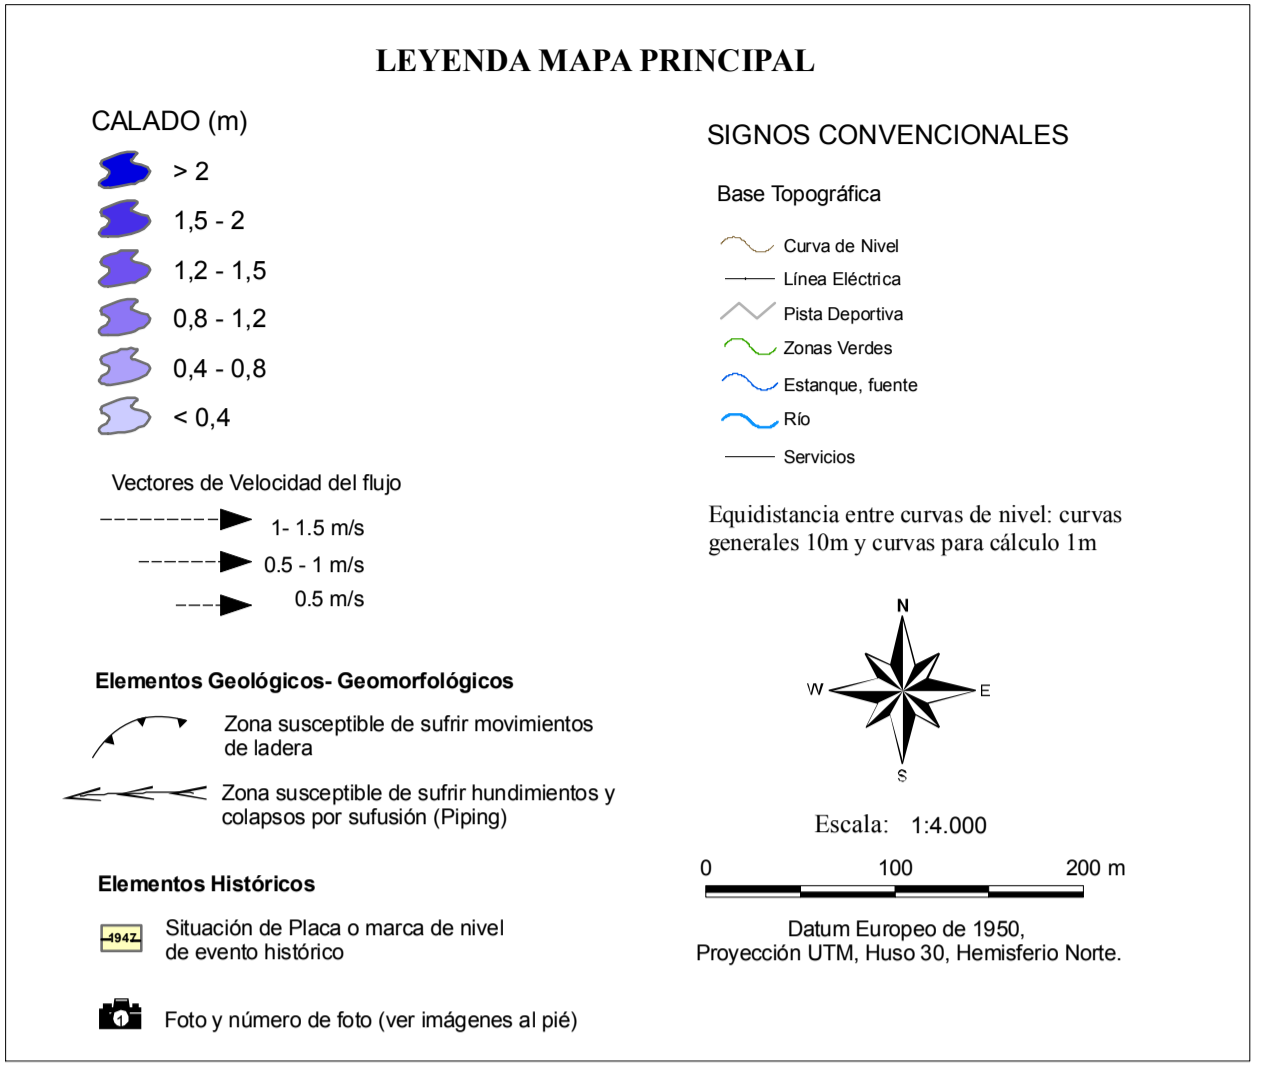 LEYENDA MAPA PRINCIPAL
CALADO (m)
> 2
1,5 - 2
1,2 - 1,5
0,8 - 1,2
0,4 - 0,8
< 0,4
Vectores de Velocidad del flujo
1- 1.5 m/s
0.5 - 1 m/s
0.5 m/s
Elementos Geológicos- Geomorfológicos
Zona susceptible de sufrir movimientos
de ladera
Zona susceptible de sufrir hundimientos y
colapsos por sufusión (Piping)
Elementos Históricos
1947
Situación de Placa o marca de nivel
de evento histórico
1
Foto y número de foto (ver imágenes al pié)
SIGNOS CONVENCIONALES
Base Topográfica
Curva de Nivel
Línea Eléctrica
Pista Deportiva
Zonas Verdes
Estanque, fuente
Río
Servicios
Equidistancia entre curvas de nivel: curvas
generales 10m y curvas para cálculo 1m
N
W
E
S
Escala: 1:4.000
0 100 200 m
Datum Europeo de 1950,
Proyección UTM, Huso 30, Hemisferio Norte.